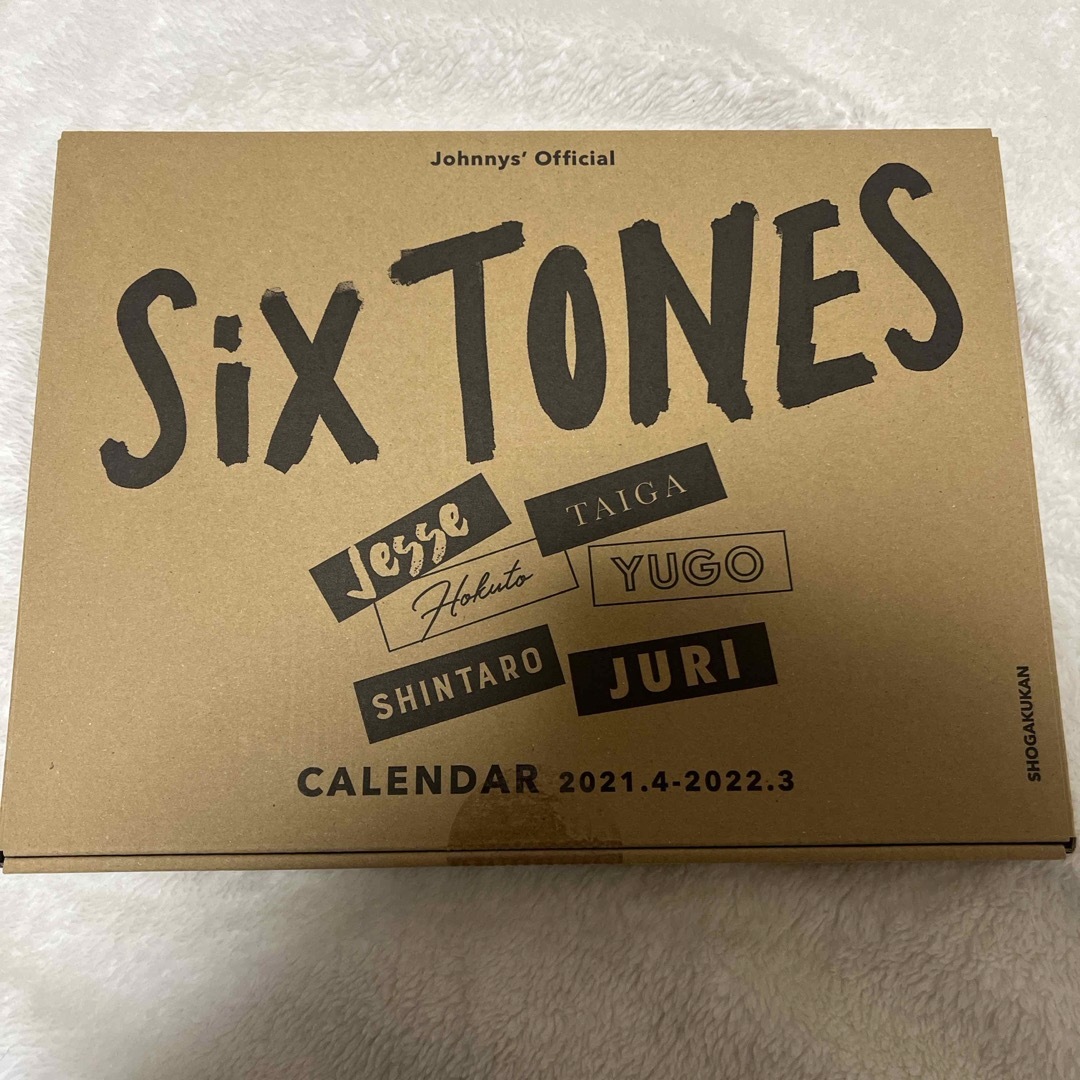 Johnnys' Official
SiXTONES
Jesse
TAIGA
Hokuto
YUGO
SHINTARO
JURI
CALENDAR 2021.4-2022.3
SHOGAKUKAN